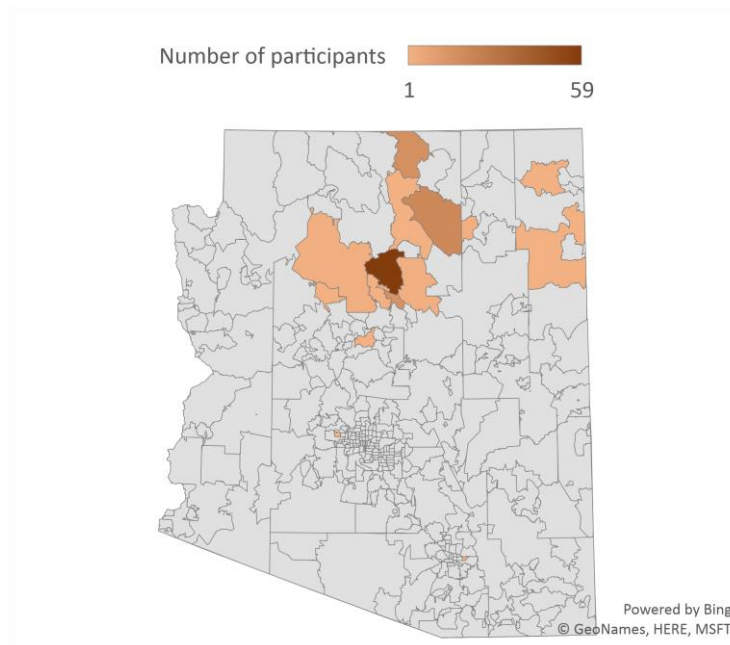 Number of participants
1 59
Powered by Bing
© GeoNames, HERE, MSFT